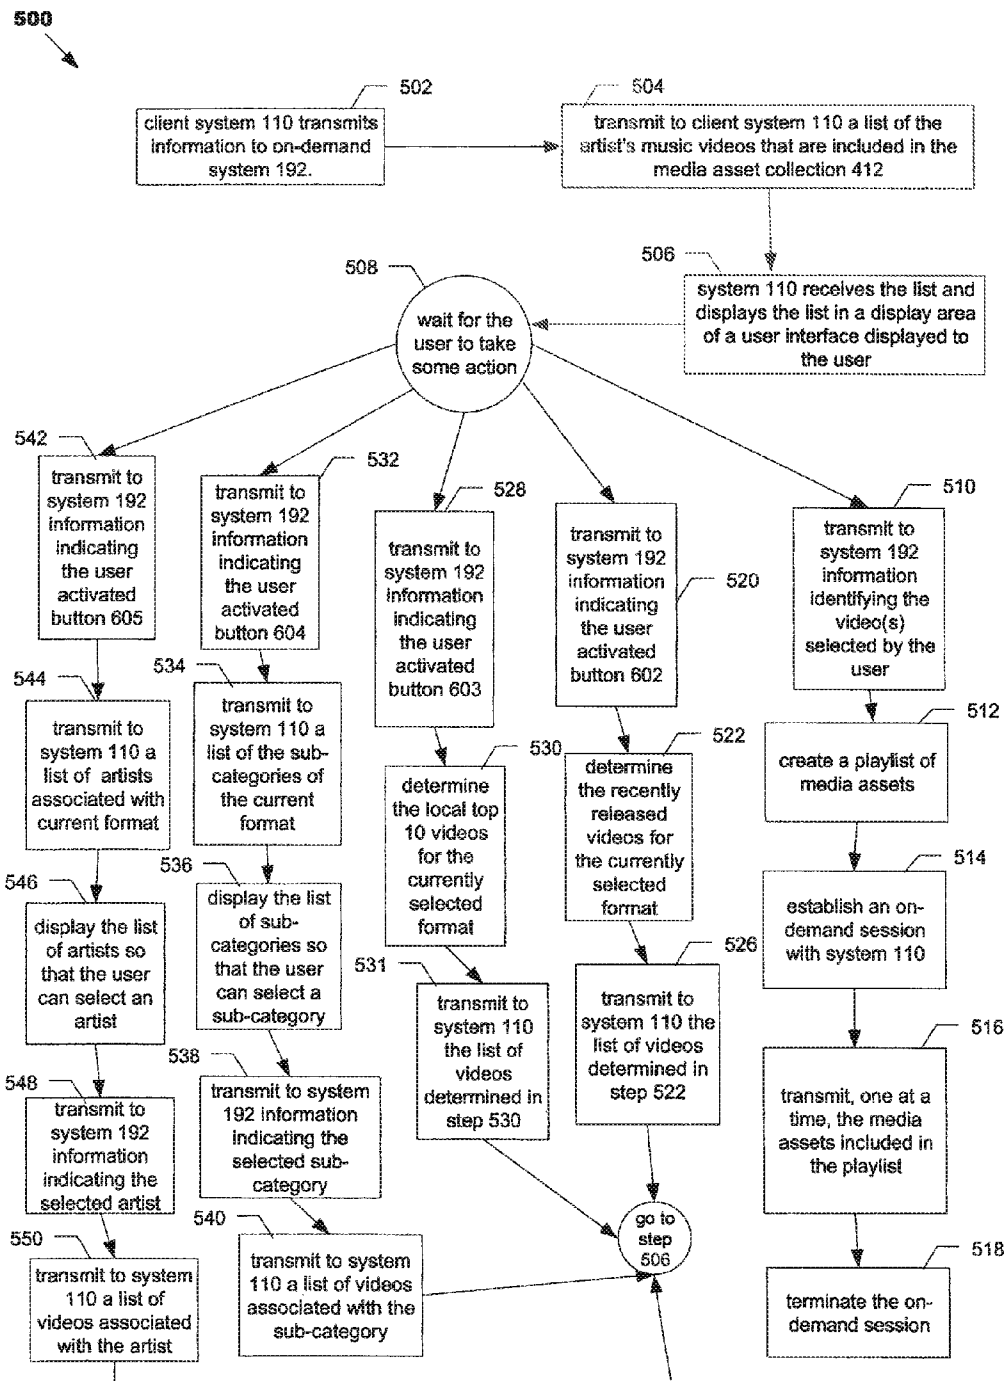 500
502
client system 110 transmits
information to on-demand
system 192.
504
transmit to client system 110 a list of the
artist's music videos that are included in the
media asset collection 412
506
system 110 receives the list and
displays the list in a display area
of a user interface displayed to
the user
508
wait for the
user to take
some action
542
transmit to
system 192
information
indicating
the user
activated
button 605
544
transmit to
system 110 a
list of artists
associated with
current format
546
display the list
of artists so
that the user
can select an
artist
548
transmit to
system 192
information
indicating the
selected artist
550
transmit to system
110 a list of
videos associated
with the artist
532
transmit to
system 192
information
indicating
the user
activated
button 604
534
transmit to
system 110 a
list of the sub-
categories of
the current
format
536
display the list
of sub-
categories so
that the user
can select a
sub-category
538
transmit to system
192 information
indicating the
selected sub-
category
540
transmit to system
110 a list of videos
associated with the
sub-category
528
transmit to
system 192
information
indicating
the user
activated
button 603
530
determine
the local top
10 videos
for the
currently
selected
format
531
transmit to
system 110
the list of
videos
determined in
step 530
520
transmit to
system 192
information
indicating
the user
activated
button 602
522
determine
the recently
released
videos for
the currently
selected
format
526
transmit to
system 110 the
list of videos
determined in
step 522
go to
step
506
510
transmit to
system 192
information
identifying the
video(s)
selected by the
user
512
create a playlist of
media assets
514
establish an on-
demand session
with system 110
516
transmit, one at a
time, the media
assets included in
the playlist
518
terminate the on-
demand session